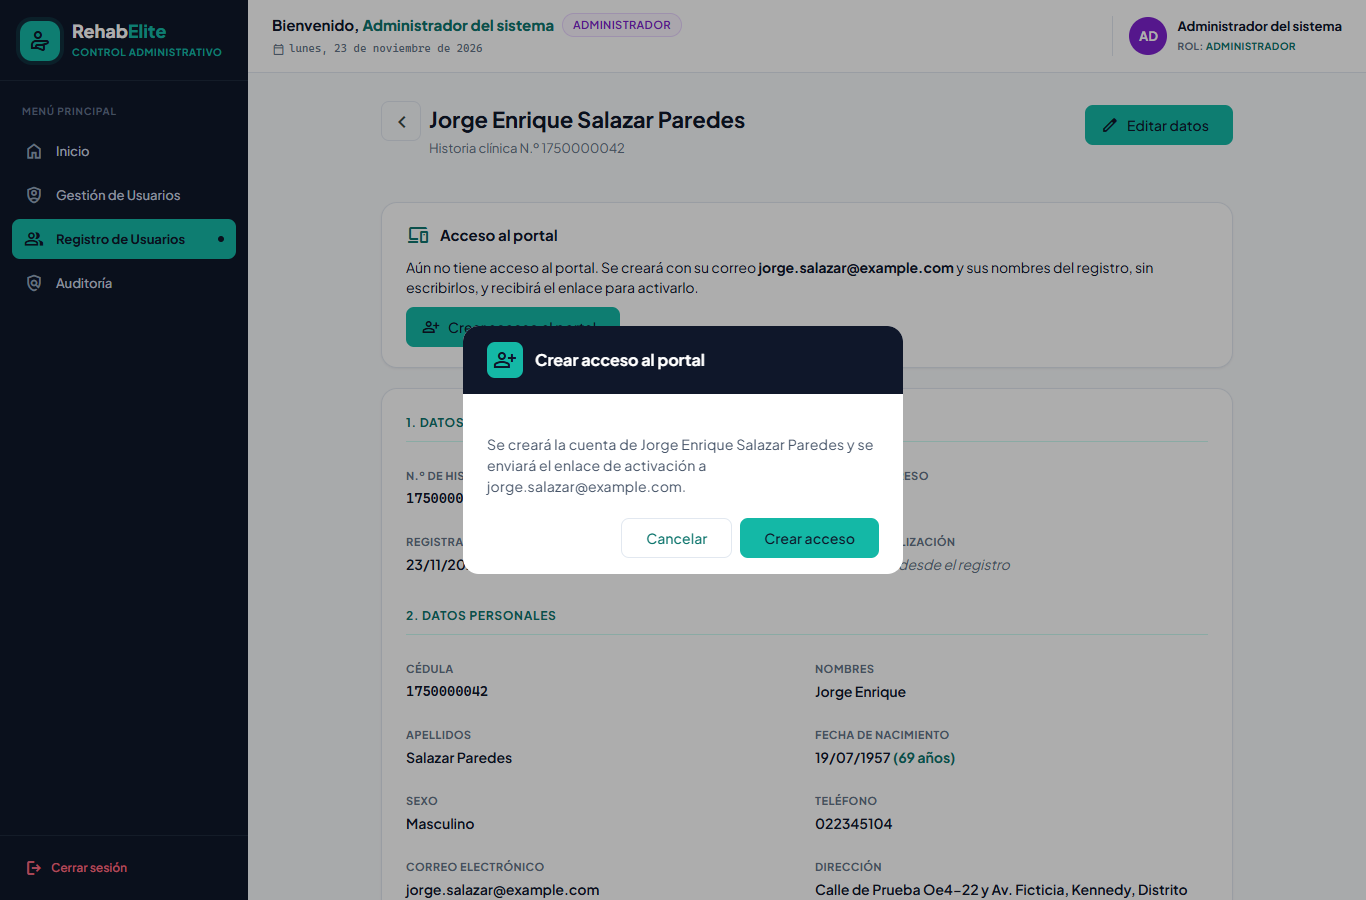 RehabElite
CONTROL ADMINISTRATIVO
MENÚ PRINCIPAL
Inicio
Gestión de Usuarios
Registro de Usuarios
Auditoría
Cerrar sesión
Bienvenido, Administrador del sistema ADMINISTRADOR
lunes, 23 de noviembre de 2026
AD
Administrador del sistema
ROL: ADMINISTRADOR
Jorge Enrique Salazar Paredes
Historia clínica N.º 1750000042
Editar datos
Acceso al portal
Aún no tiene acceso al portal. Se creará con su correo jorge.salazar@example.com y sus nombres del registro, sin
escribirlos, y recibirá el enlace para activarlo.
Crear acceso al portal
Crear acceso al portal
Se creará la cuenta de Jorge Enrique Salazar Paredes y se
enviará el enlace de activación a
jorge.salazar@example.com.
Cancelar
Crear acceso
1. DATOS
N.º DE HIS
ESO
1750000
REGISTRA
LIZACIÓN
23/11/20
desde el registro
2. DATOS PERSONALES
CÉDULA
NOMBRES
1750000042
Jorge Enrique
APELLIDOS
FECHA DE NACIMIENTO
Salazar Paredes
19/07/1957 (69 años)
SEXO
TELÉFONO
Masculino
022345104
CORREO ELECTRÓNICO
DIRECCIÓN
jorge.salazar@example.com
Calle de Prueba Oe4-22 y Av. Ficticia, Kennedy, Distrito